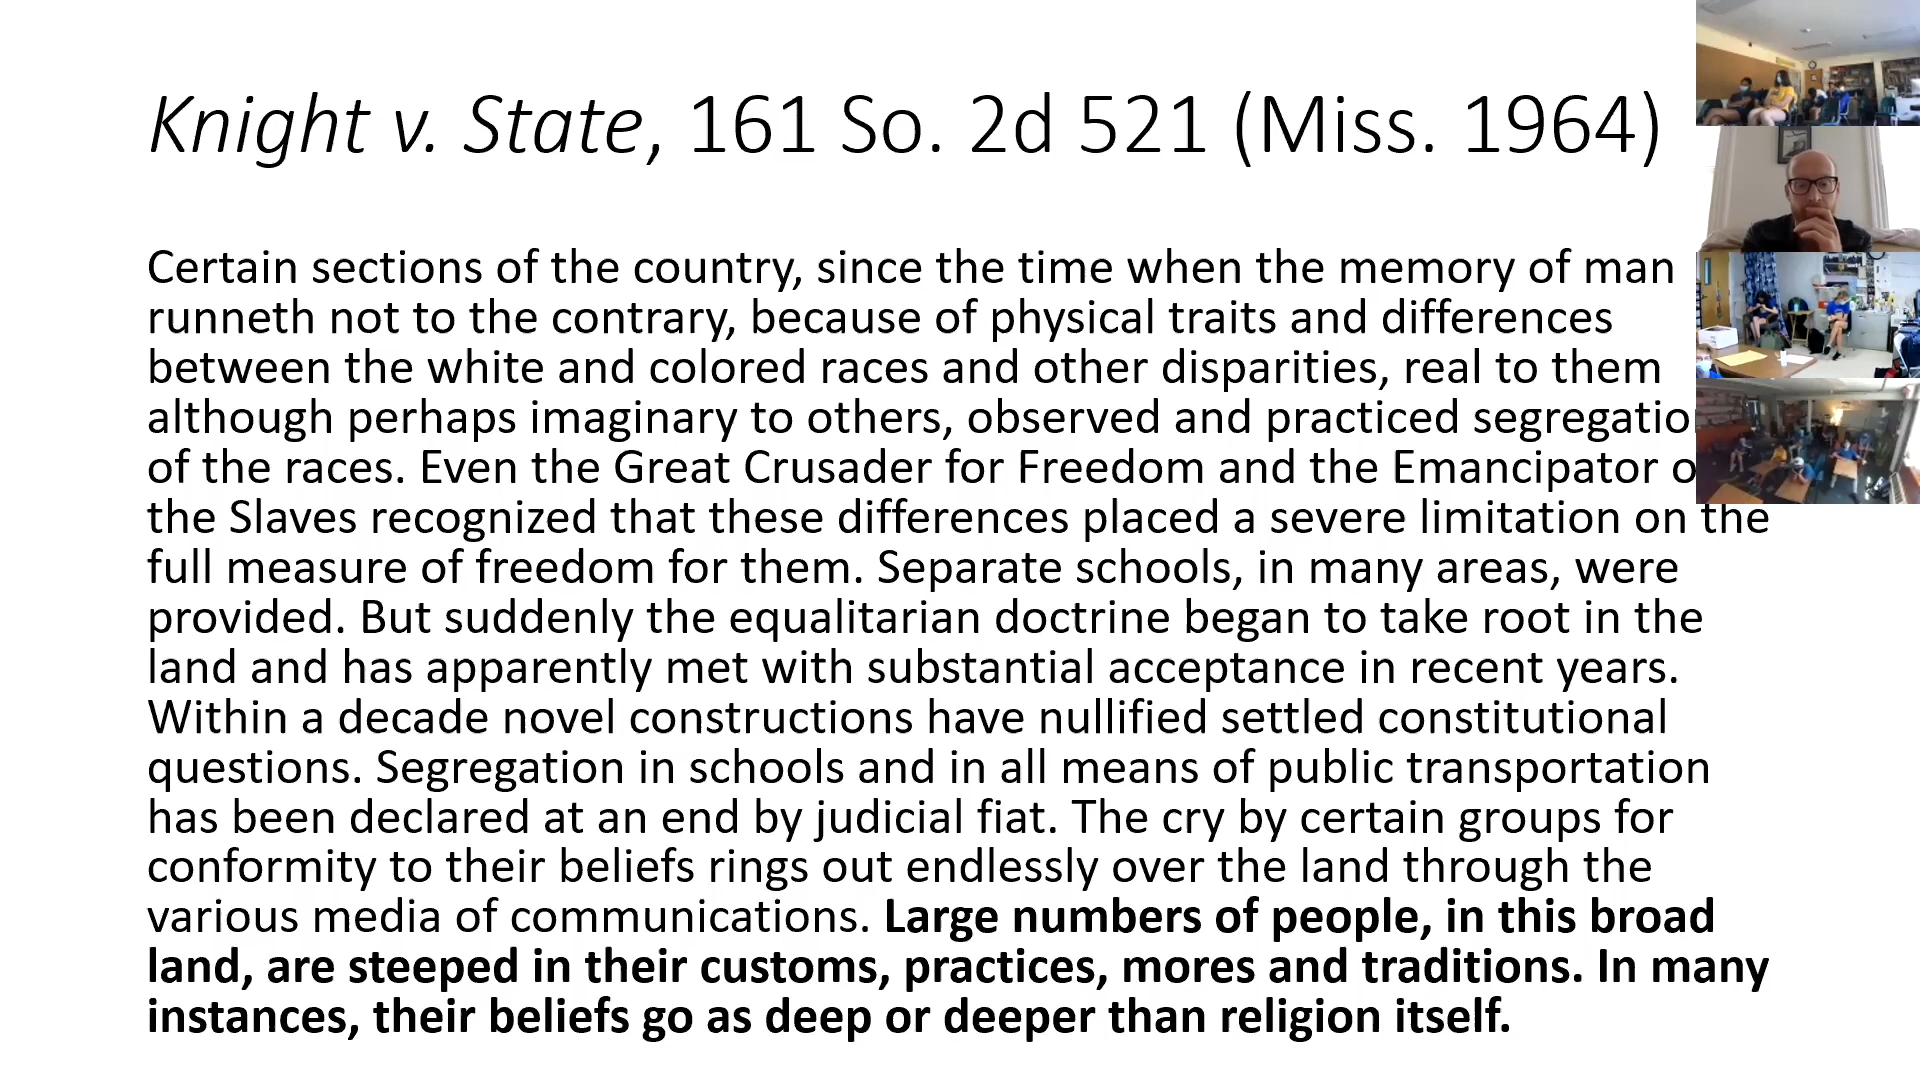 Knight v. State, 161 So. 2d 521 (Miss. 1964)
Certain sections of the country, since the time when the memory of man
runneth not to the contrary, because of physical traits and differences
between the white and colored races and other disparities, real to them
although perhaps imaginary to others, observed and practiced segregatio
of the races. Even the Great Crusader for Freedom and the Emancipator o
the Slaves recognized that these differences placed a severe limitation on the
full measure of freedom for them. Separate schools, in many areas, were
provided. But suddenly the equalitarian doctrine began to take root in the
land and has apparently met with substantial acceptance in recent years.
Within a decade novel constructions have nullified settled constitutional
questions. Segregation in schools and in all means of public transportation
has been declared at an end by judicial fiat. The cry by certain groups for
conformity to their beliefs rings out endlessly over the land through the
various media of communications. Large numbers of people, in this broad
land, are steeped in their customs, practices, mores and traditions. In many
instances, their beliefs go as deep or deeper than religion itself.